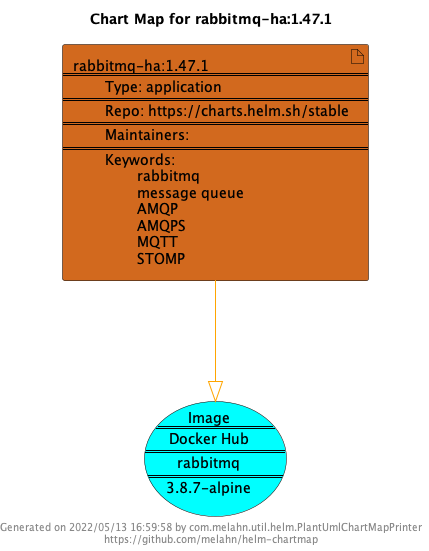 Chart Map for rabbitmq-ha:1.47.1
rabbitmq-ha:1.47.1
Type: application
Repo: https://charts.helm.sh/stable
Maintainers:
Keywords:
rabbitmq
message queue
AMQP
AMQPS
MQTT
STOMP
Image
Docker Hub
rabbitmq
3.8.7-alpine
Generated on 2022/05/13 16:59:58 by com.melahn.util.helm.PlantUmlChartMapPrinter
https://github.com/melahn/helm-chartmap